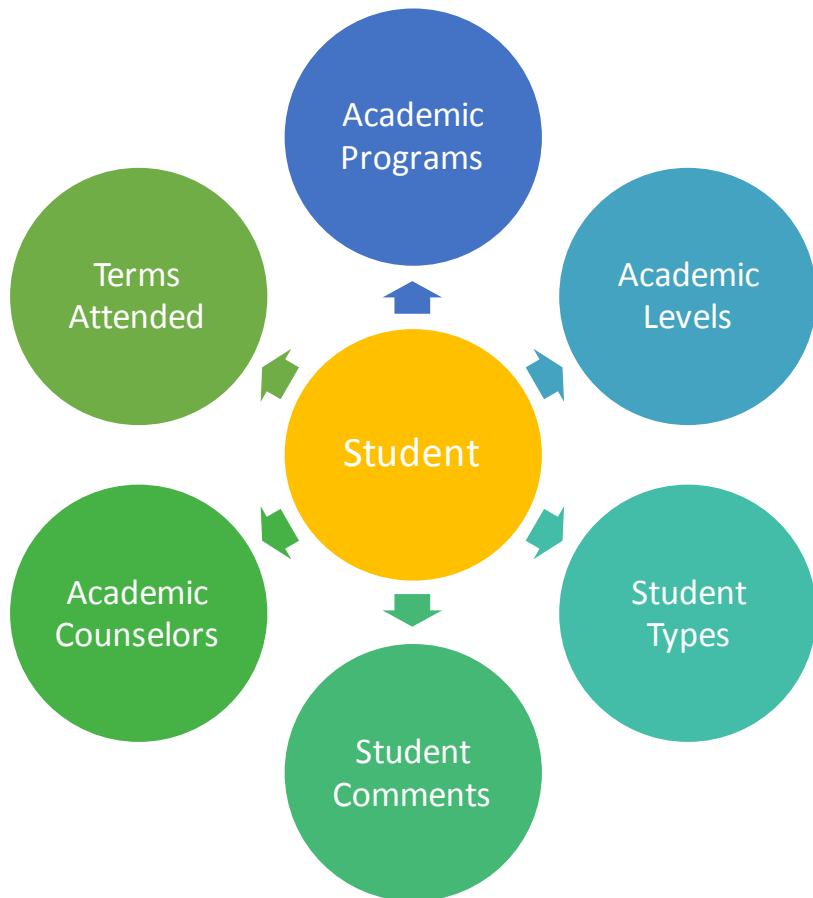 Academic
Programs
Terms
Attended
Academic
Levels
Student
Academic
Counselors
Student
Types
Student
Comments